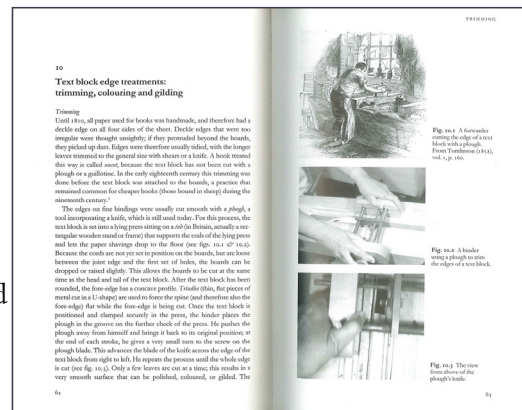 10
Text block edge treatments:
trimming, colouring and gilding
Trimming
Until 1810, all paper used for books was handmade, and therefore had a
deckle edge on all four sides of the sheet. Deckle edges that were too
irregular were thought unsightly; if they protruded beyond the boards,
they picked up dust. Edges were therefore usually tidied, with the longer
leaves trimmed to the general size with shears or a knife. A book treated
this way is called uncut, because the text block has not been cut with a
plough or a guillotine. In the early eighteenth century this trimming was
done before the text block was attached to the boards, a practice that
remained common for cheaper books (those bound in sheep) during the
nineteenth century.
The edges on fine bindings were usually cut smooth with a plough, a
tool incorporating a knife, which is still used today. For this process, the
text block is set into a lying press sitting on a tub (in Britain, actually a rec-
tangular wooden stand or frame) that supports the ends of the lying press
and lets the paper shavings drop to the floor (see figs. 10.1 & 10.2).
Because the cords are not yet set in position on the boards, but are loose
between the joint edge and the first set of holes, the boards can be
dropped or raised slightly. This allows the boards to be cut at the same
time as the head and tail of the text block. After the text block has been
rounded, the fore-edge has a concave profile. Trindles (thin, flat pieces of
metal cut in a U-shape) are used to force the spine (and therefore also the
fore-edge) flat while the fore-edge is being cut. Once the text block is
positioned and clamped securely in the press, the binder places the
plough in the groove on the further cheek of the press. He pushes the
plough away from himself and brings it back to its original position; at
the end of each stroke, he gives a very small turn to the screw on the
plough blade. This advances the blade of the knife across the edge of the
text block from right to left. He repeats the process until the whole edge
is cut (see fig. 10.3). Only a few leaves are cut at a time; this results in a
very smooth surface that can be polished, coloured, or gilded. The
62
TRIMMING
Fig. 10.1 A forwarder
cutting the edge of a text
block with a plough.
From Tomlinson (1852),
vol. 1, p. 160.
Fig. 10.2 A binder
using a plough to trim
the edges of a text block.
Fig. 10.3 The view
from above of the
plough's knife.
63